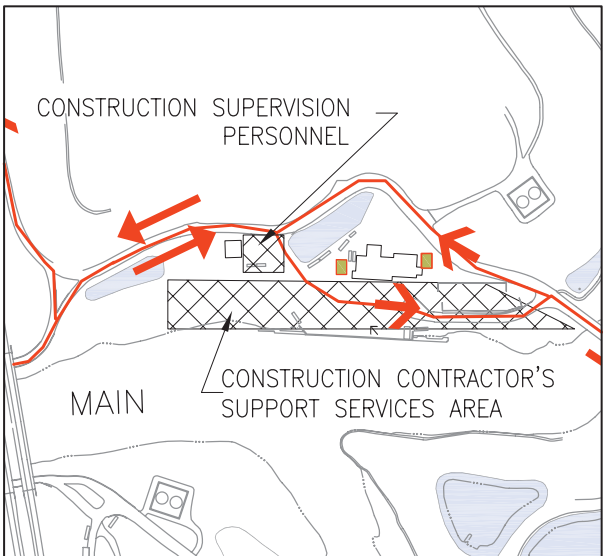 CONSTRUCTION SUPERVISION
PERSONNEL
CONSTRUCTION CONTRACTOR'S
SUPPORT SERVICES AREA
MAIN